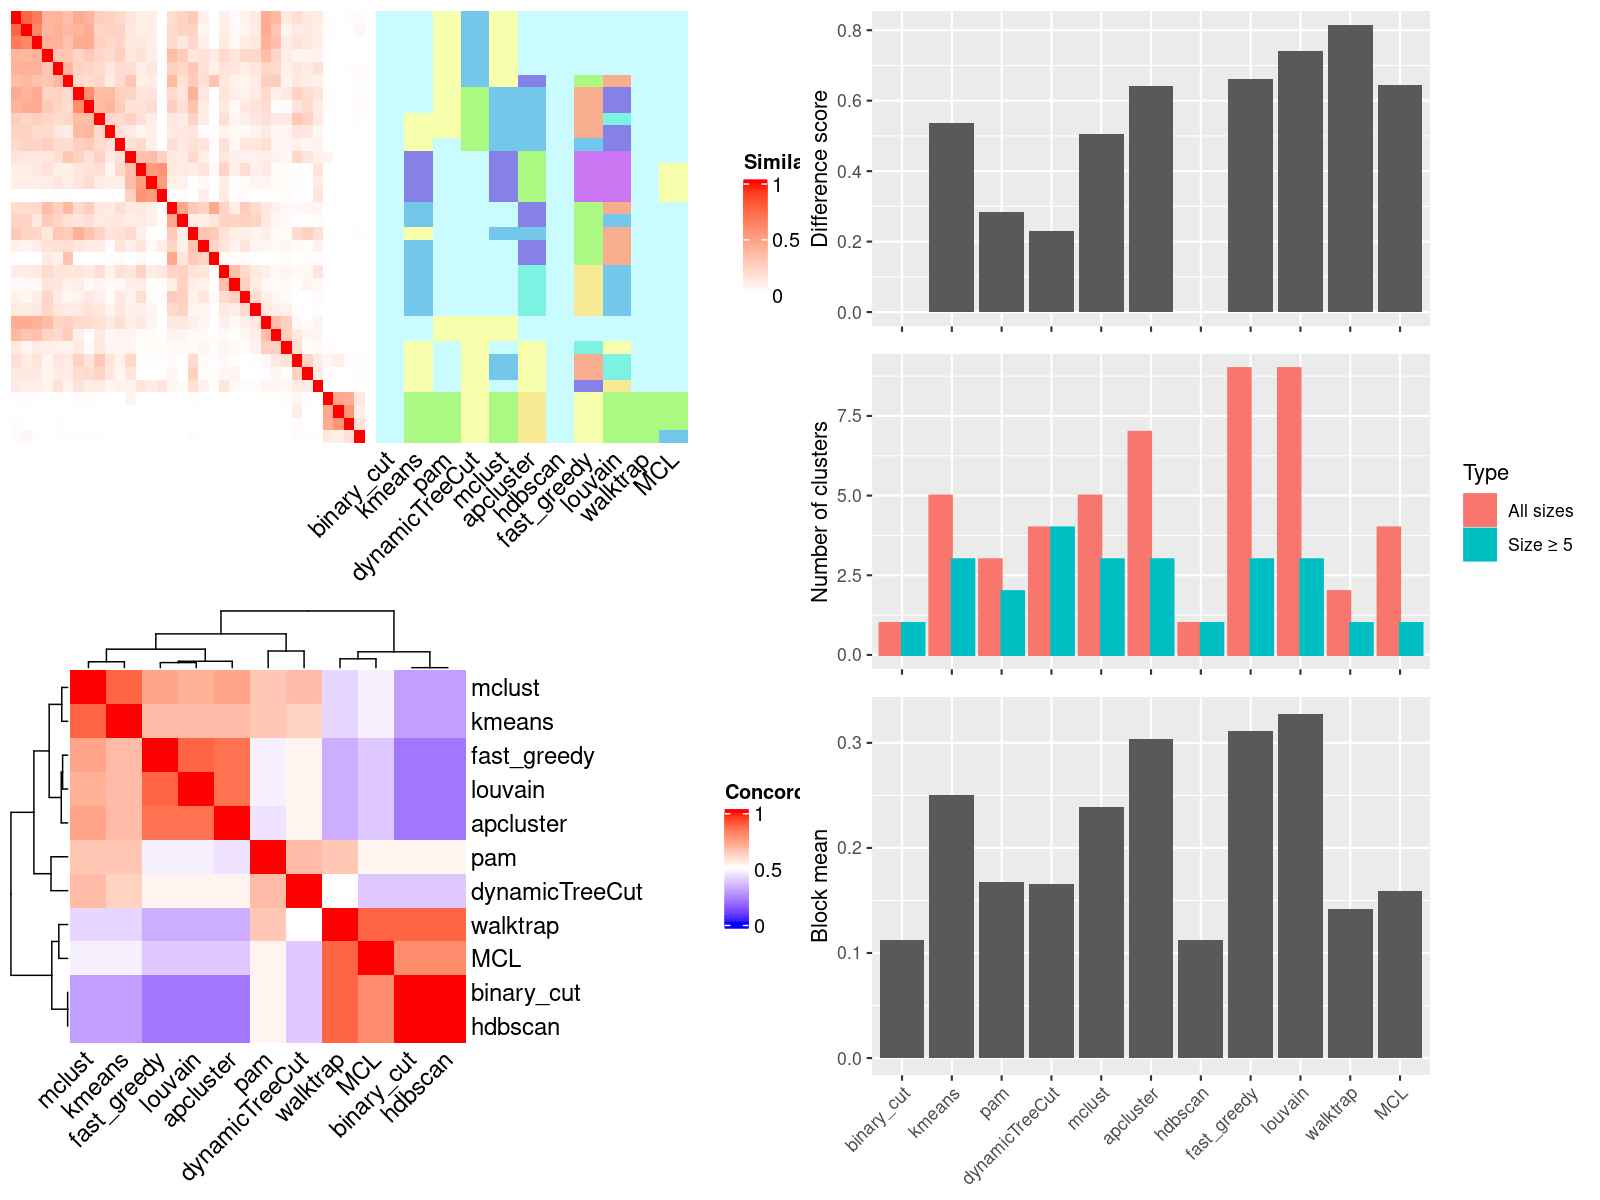 Simila
1
0.5
0
binary_cut
kmeans
pam
dynamicTreeCut
mclust
apcluster
hdbscan
fast_greedy
louvain
walktrap
MCL
mclust
kmeans
fast_greedy
louvain
apcluster
pam
dynamicTreeCut
walktrap
MCL
binary_cut
hdbscan
mclust
kmeans
fast_greedy
louvain
apcluster
pam
dynamicTreeCut
walktrap
MCL
binary_cut
hdbscan
Concord
1
0.5
0
Difference score
0.8
0.6
0.4
0.2
0.0
Number of clusters
7.5
5.0
2.5
0.0
Type
All sizes
Size ≥ 5
Block mean
0.3
0.2
0.1
0.0
binary_cut
kmeans
pam
dynamicTreeCut
mclust
apcluster
hdbscan
fast_greedy
louvain
walktrap
MCL